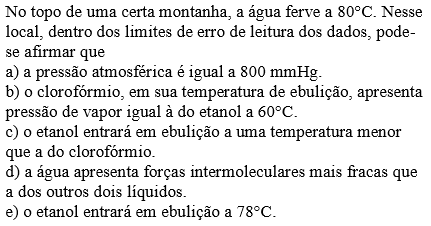 No topo de uma certa montanha, a água ferve a 80°C. Nesse
local, dentro dos limites de erro de leitura dos dados, pode-
se afirmar que
a) a pressão atmosférica é igual a 800 mmHg.
b) o clorofórmio, em sua temperatura de ebulição, apresenta
pressão de vapor igual à do etanol a 60°C.
c) o etanol entrará em ebulição a uma temperatura menor
que a do clorofórmio.
d) a água apresenta forças intermoleculares mais fracas que
a dos outros dois líquidos.
e) o etanol entrará em ebulição a 78°C.